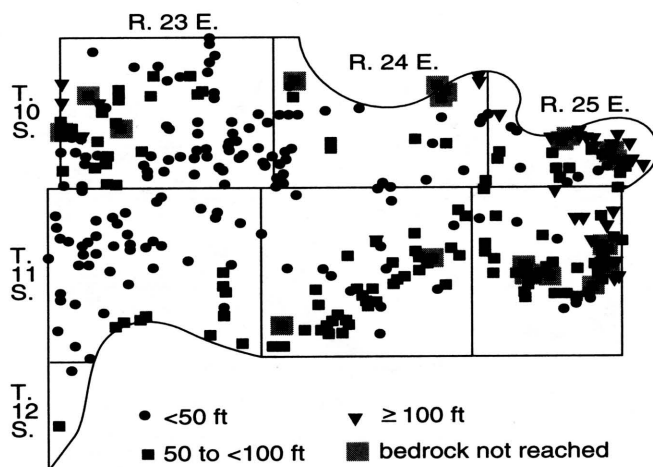 R. 23 E.
R. 24 E.
R. 25 E.
T.
10
S.
T.
11
S.
T.
12
S.
<50 ft
≥ 100 ft
50 to <100 ft
bedrock not reached